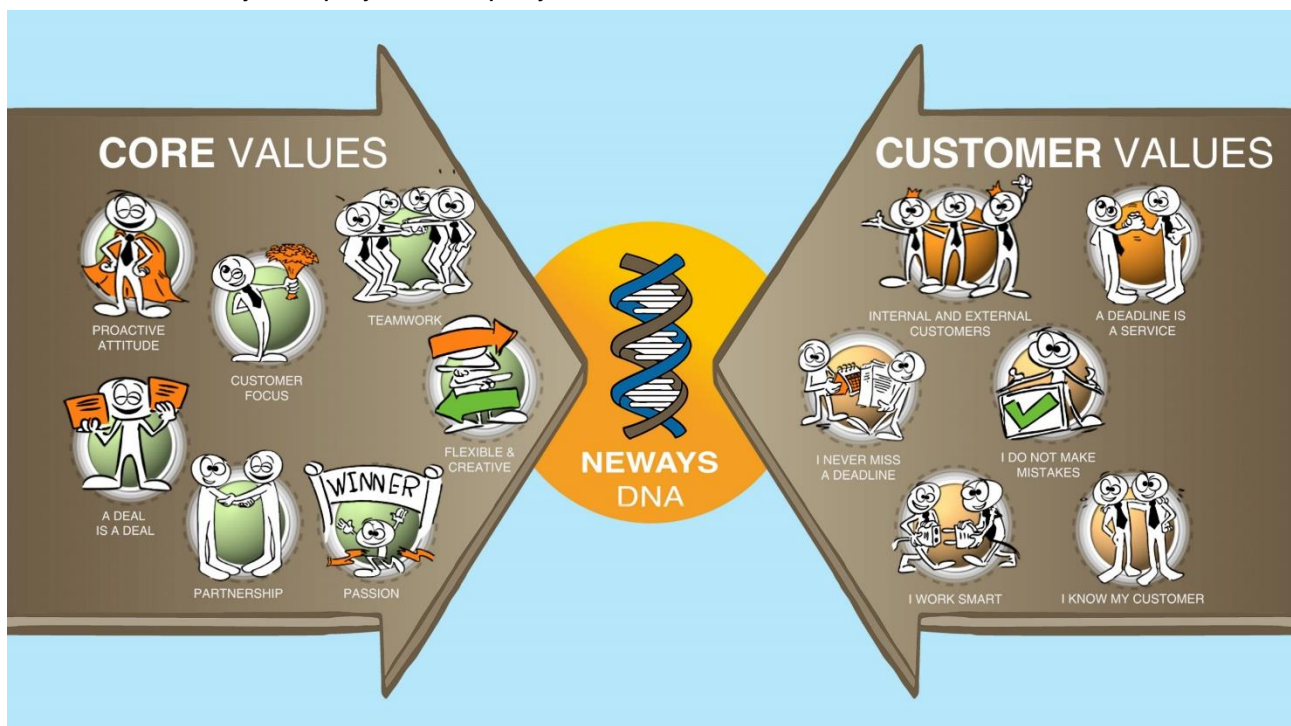 CORE VALUES
PROACTIVE
ATTITUDE
CUSTOMER
FOCUS
TEAMWORK
A DEAL
IS A DEAL
PARTNERSHIP
WINNER
PASSION
FLEXIBLE &
CREATIVE
NEWAYS
DNA
CUSTOMER VALUES
INTERNAL AND EXTERNAL
CUSTOMERS
A DEADLINE IS
A SERVICE
I NEVER MISS
A DEADLINE
I DO NOT MAKE
MISTAKES
I WORK SMART
I KNOW MY CUSTOMER